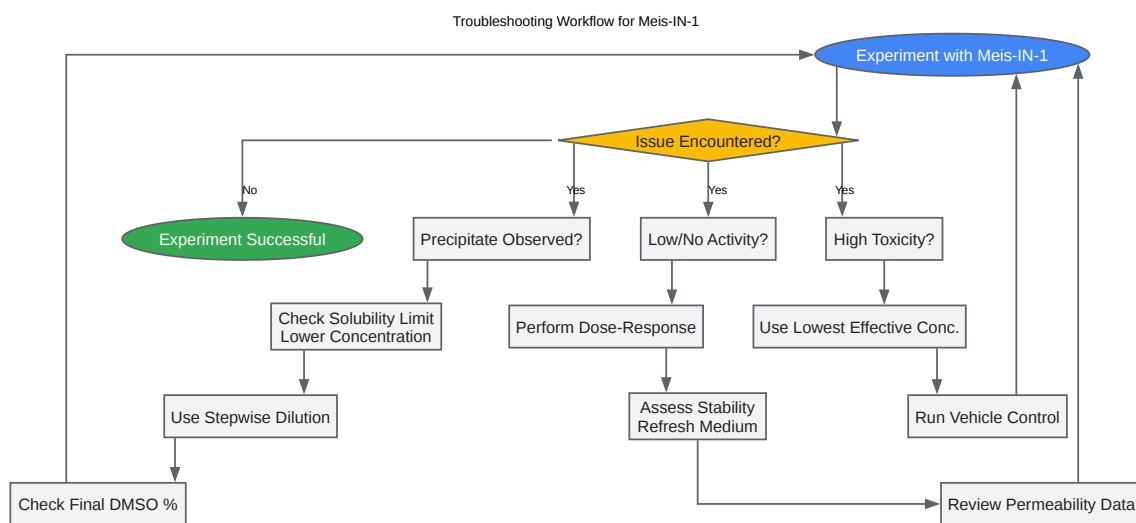 Troubleshooting Workflow for Meis-IN-1
Experiment with Meis-IN-1
Issue Encountered?
No
Yes
Yes
Yes
Experiment Successful
Precipitate Observed?
Low/No Activity?
High Toxicity?
Check Solubility Limit
Lower Concentration
Perform Dose-Response
Use Lowest Effective Conc.
Use Stepwise Dilution
Assess Stability
Refresh Medium
Run Vehicle Control
Check Final DMSO %
Review Permeability Data